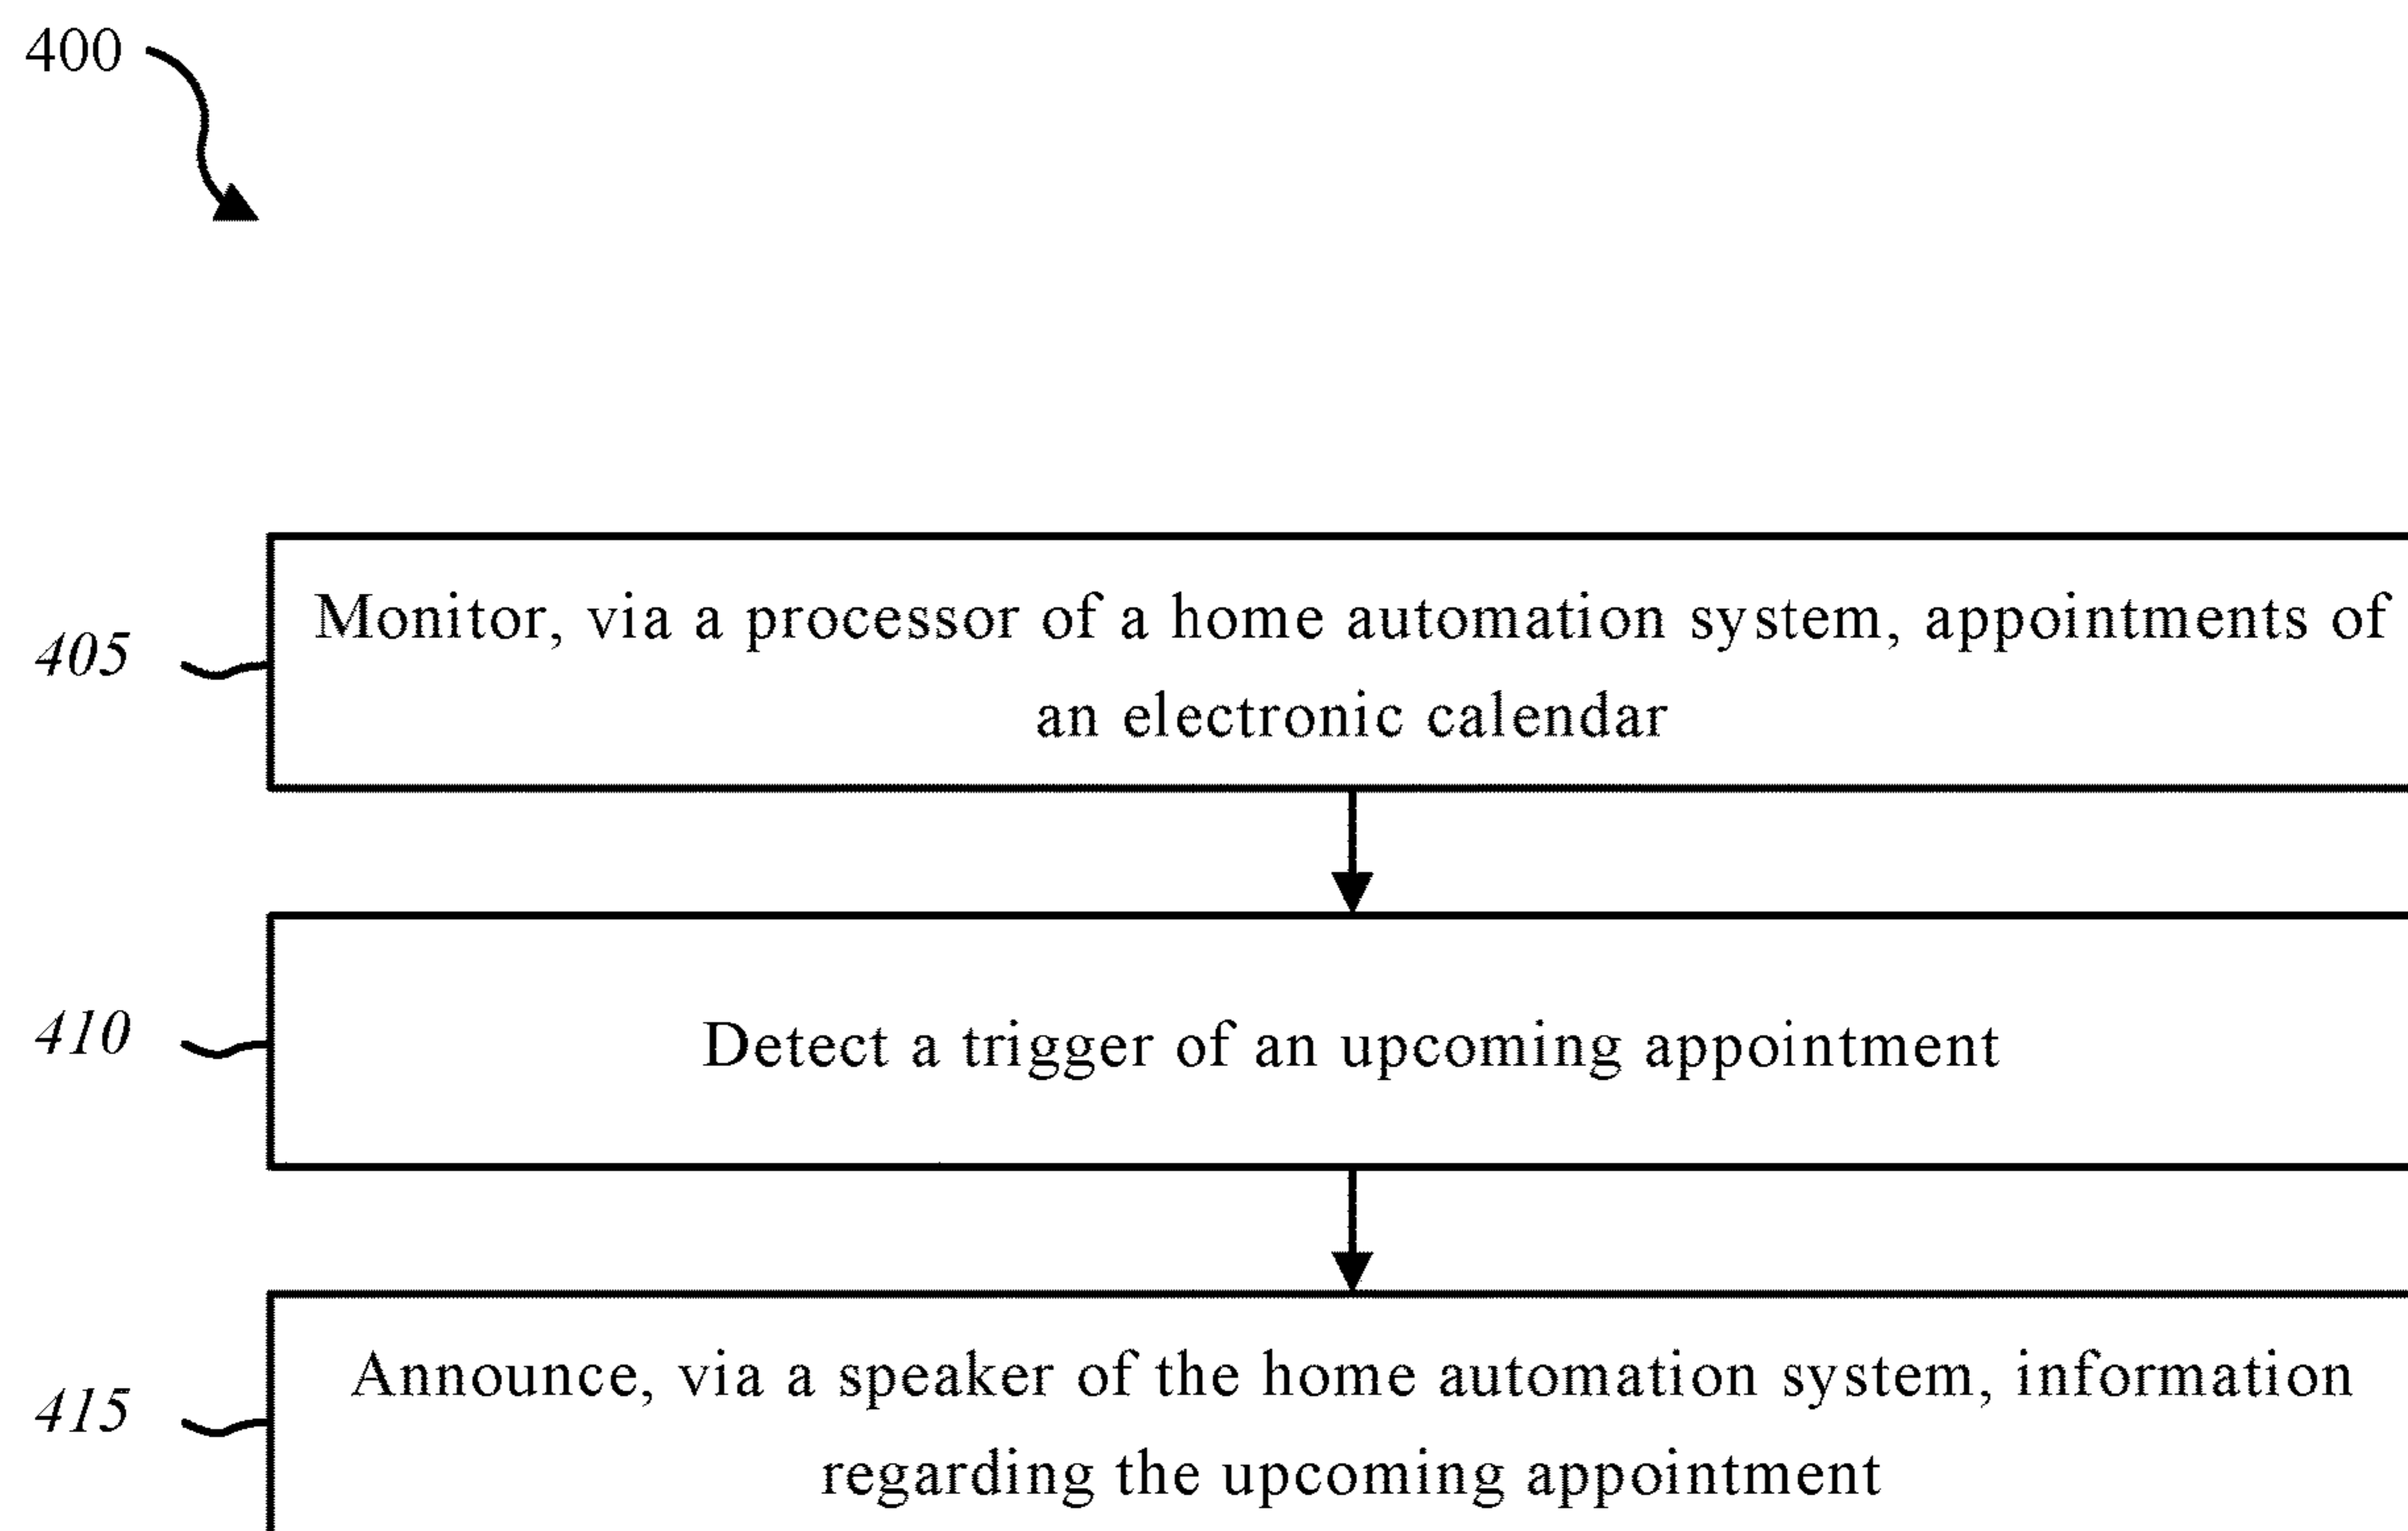 400
405
Monitor, via a processor of a home automation system, appointments of
an electronic calendar
410
Detect a trigger of an upcoming appointment
415
Announce, via a speaker of the home automation system, information
regarding the upcoming appointment